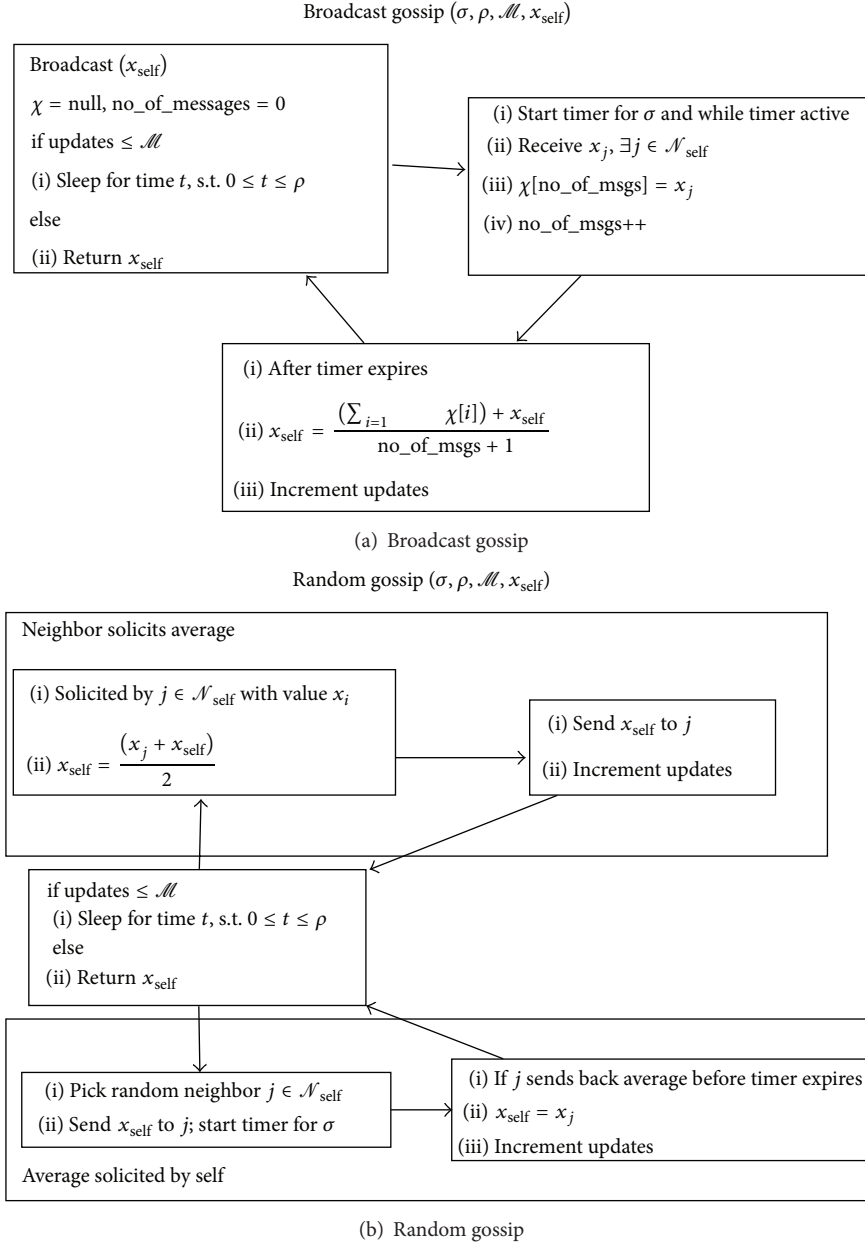 Broadcast gossip (σ, ρ, ℳ, x_self)
Broadcast (x_self)
χ = null, no_of_messages = 0
if updates ≤ ℳ
(i) Sleep for time t, s.t. 0 ≤ t ≤ ρ
else
(ii) Return x_self
(i) Start timer for σ and while timer active
(ii) Receive x_j, ∃j ∈ 𝒩_self
(iii) χ[no_of_msgs] = x_j
(iv) no_of_msgs++
(i) After timer expires
(ii) x_self = ((∑_{i=1} χ[i]) + x_self) / (no_of_msgs + 1)
(iii) Increment updates
(a) Broadcast gossip
Random gossip (σ, ρ, ℳ, x_self)
Neighbor solicits average
(i) Solicited by j ∈ 𝒩_self with value x_i
(ii) x_self = (x_j + x_self) / 2
(i) Send x_self to j
(ii) Increment updates
if updates ≤ ℳ
(i) Sleep for time t, s.t. 0 ≤ t ≤ ρ
else
(ii) Return x_self
(i) Pick random neighbor j ∈ 𝒩_self
(ii) Send x_self to j; start timer for σ
(i) If j sends back average before timer expires
(ii) x_self = x_j
(iii) Increment updates
Average solicited by self
(b) Random gossip